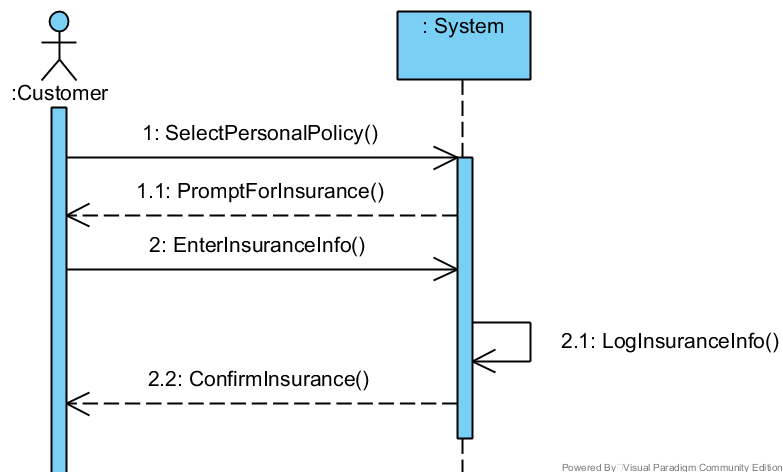 : System
:Customer
1: SelectPersonalPolicy()
1.1: PromptForInsurance()
2: EnterInsuranceInfo()
2.1: LogInsuranceInfo()
2.2: ConfirmInsurance()
Powered By Visual Paradigm Community Edition